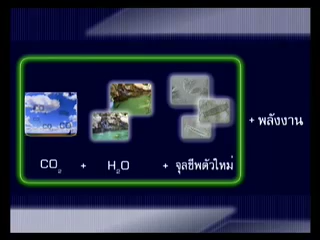 + พลังงาน
CO₂ + H₂O + จุลชีพตัวใหม่